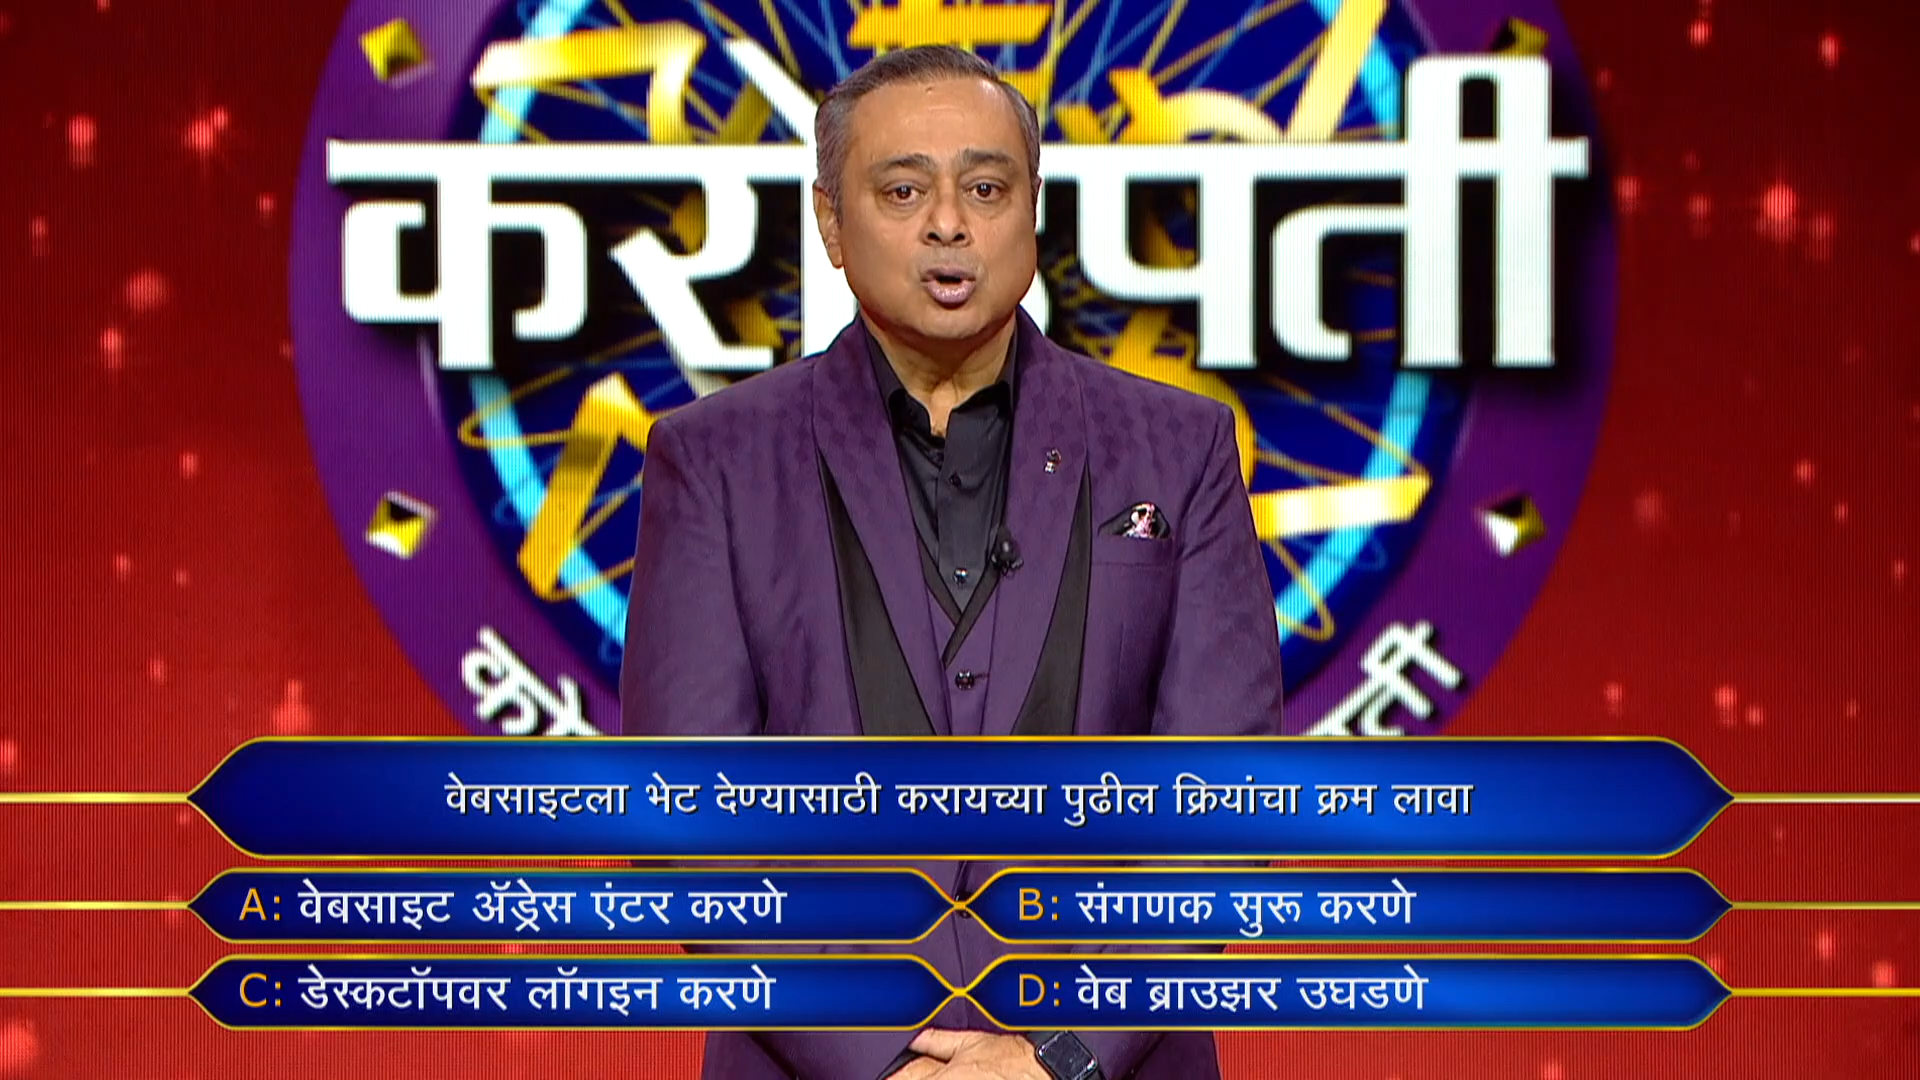 करोडपती
वेबसाइटला भेट देण्यासाठी करायच्या पुढील क्रियांचा क्रम लावा
A: वेबसाइट ॲड्रेस एंटर करणे
B: संगणक सुरू करणे
C: डेस्कटॉपवर लॉगइन करणे
D: वेब ब्राउझर उघडणे